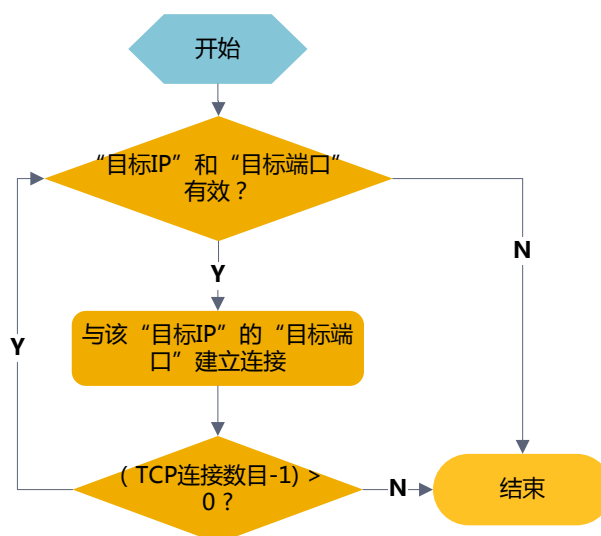 开始
“目标IP”和“目标端口”
有效？
N
Y
与该“目标IP”的“目标端
口”建立连接
Y
（TCP连接数目-1) >
0？
N
结束